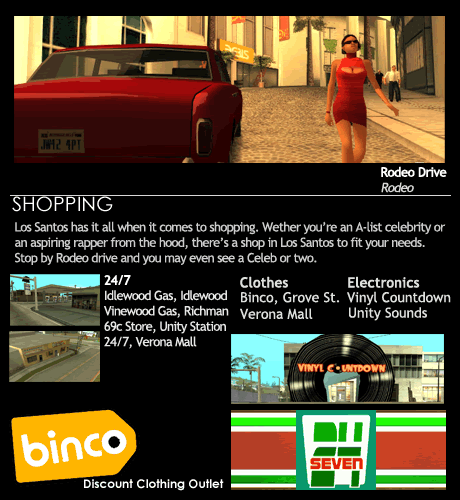 Rodeo Drive
Rodeo
SHOPPING
Los Santos has it all when it comes to shopping. Wether you're an A-list celebrity or
an aspiring rapper from the hood, there's a shop in Los Santos to fit your needs.
Stop by Rodeo drive and you may even see a Celeb or two.
24/7
Idlewood Gas, Idlewood
Vinewood Gas, Richman
69c Store, Unity Station
24/7, Verona Mall
Clothes
Binco, Grove St.
Verona Mall
Electronics
Vinyl Countdown
Unity Sounds
VINYL COUNTDOWN
binco
Discount Clothing Outlet
24
SEVEN